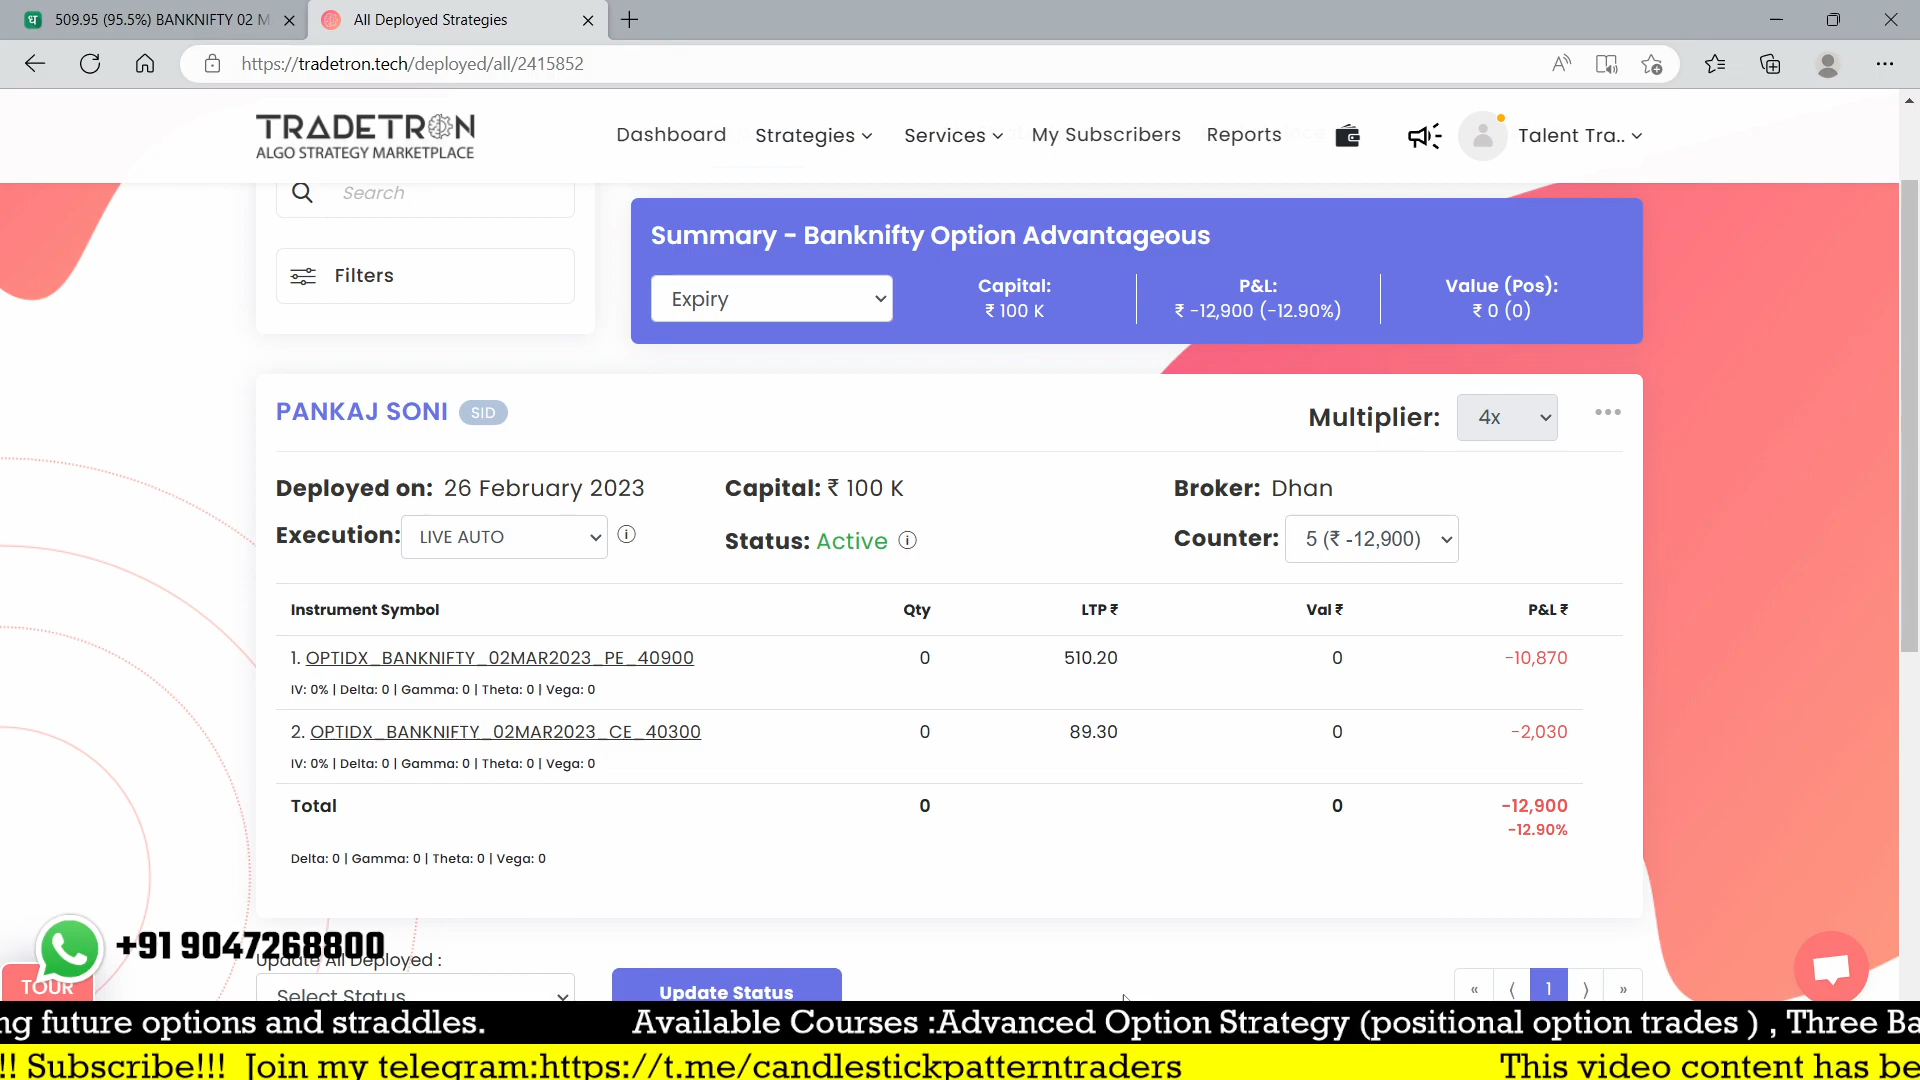 509.95 (95.5%) BANKNIFTY 02 M
All Deployed Strategies
https://tradetron.tech/deployed/all/2415852
TRADETRON
ALGO STRATEGY MARKETPLACE
Dashboard
Strategies
Services
My Subscribers
Reports
Talent Tra..
Search
Filters
Summary - Banknifty Option Advantageous
Expiry
Capital:
₹ 100 K
P&L:
₹ -12,900 (-12.90%)
Value (Pos):
₹ 0 (0)
PANKAJ SONI SID
Multiplier: 4x
Deployed on: 26 February 2023
Capital: ₹ 100 K
Broker: Dhan
Execution: LIVE AUTO
Status: Active
Counter: 5 (₹ -12,900)
Instrument Symbol Qty LTP ₹ Val ₹ P&L ₹
1. OPTIDX_BANKNIFTY_02MAR2023_PE_40900 0 510.20 0 -10,870
IV: 0% | Delta: 0 | Gamma: 0 | Theta: 0 | Vega: 0
2. OPTIDX_BANKNIFTY_02MAR2023_CE_40300 0 89.30 0 -2,030
IV: 0% | Delta: 0 | Gamma: 0 | Theta: 0 | Vega: 0
Total 0 0 -12,900
-12.90%
Delta: 0 | Gamma: 0 | Theta: 0 | Vega: 0
+91 9047268800
Update All Deployed :
TOUR
Select Status
Update Status
« ⟨ 1 ⟩ »
ng future options and straddles. Available Courses :Advanced Option Strategy (positional option trades ) , Three Ba
!! Subscribe!!! Join my telegram:https://t.me/candlestickpatterntraders This video content has be